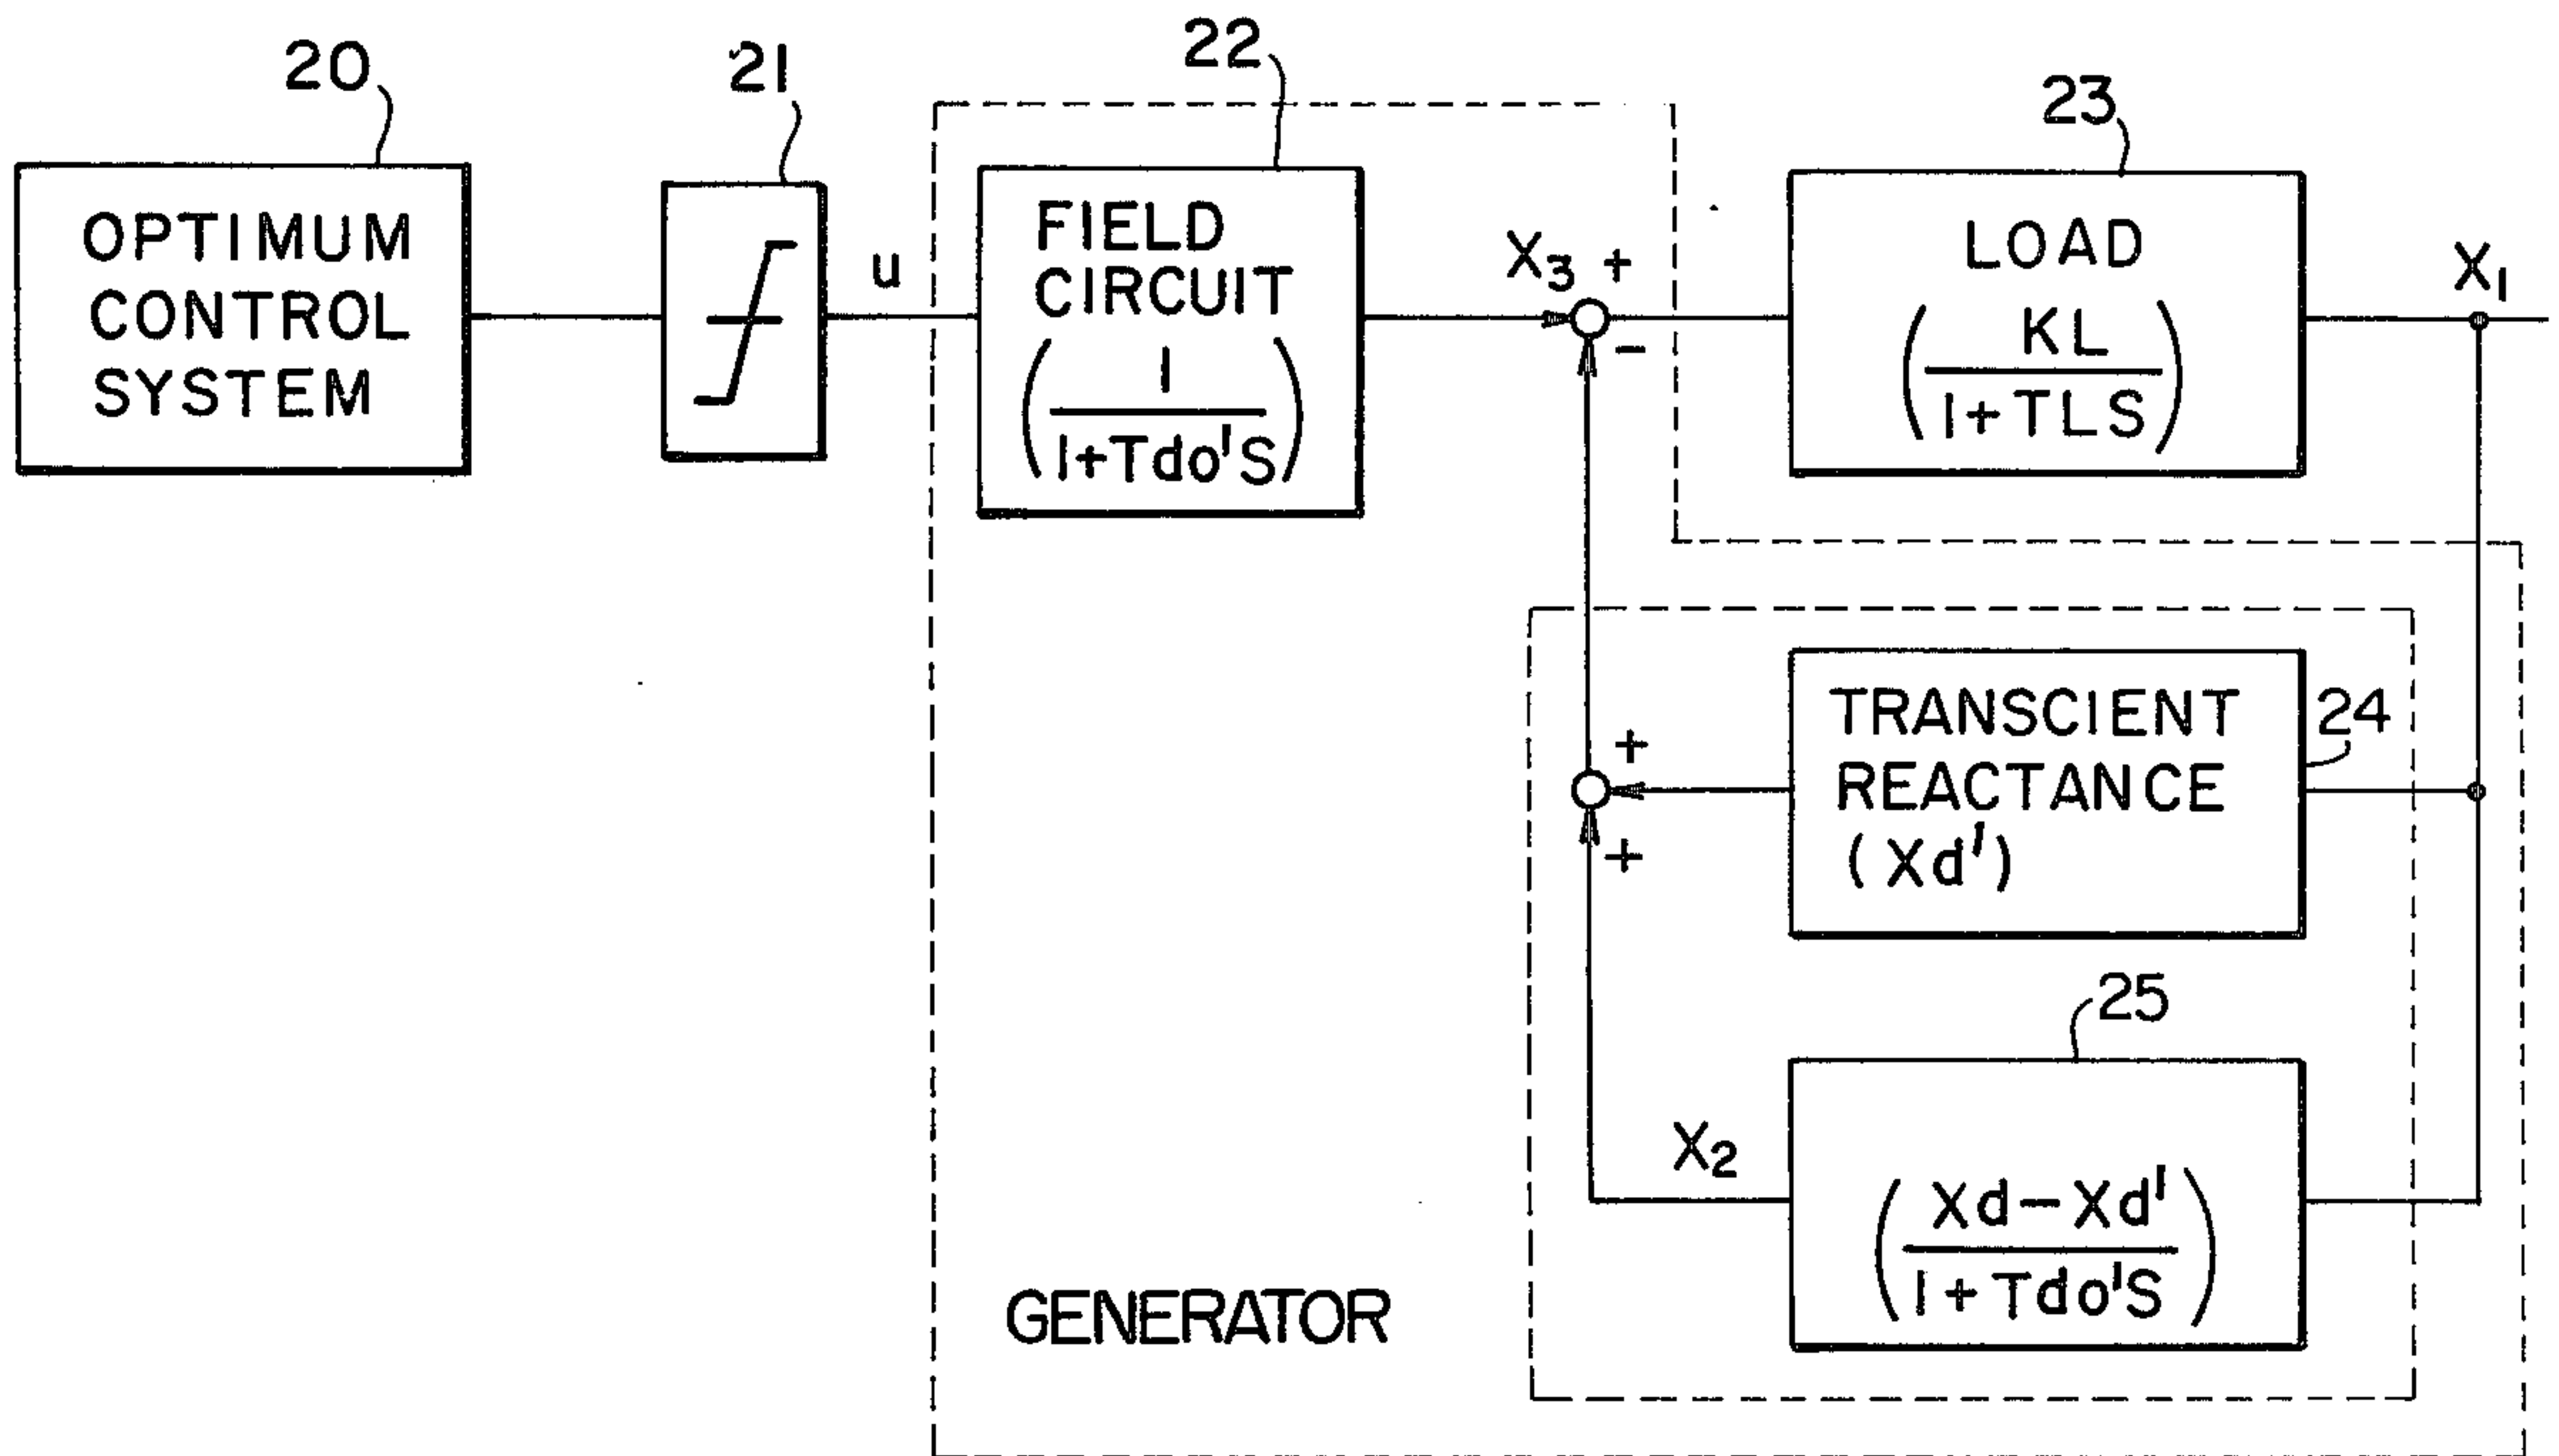 20
21
22
23
OPTIMUM
CONTROL
SYSTEM
u
FIELD
CIRCUIT
(1/1+Tdo'S)
X3 +
-
LOAD
(KL/1+TLS)
X1
TRANSCIENT
REACTANCE
(Xd')
24
+
+
25
X2
(Xd-Xd'/1+Tdo'S)
GENERATOR